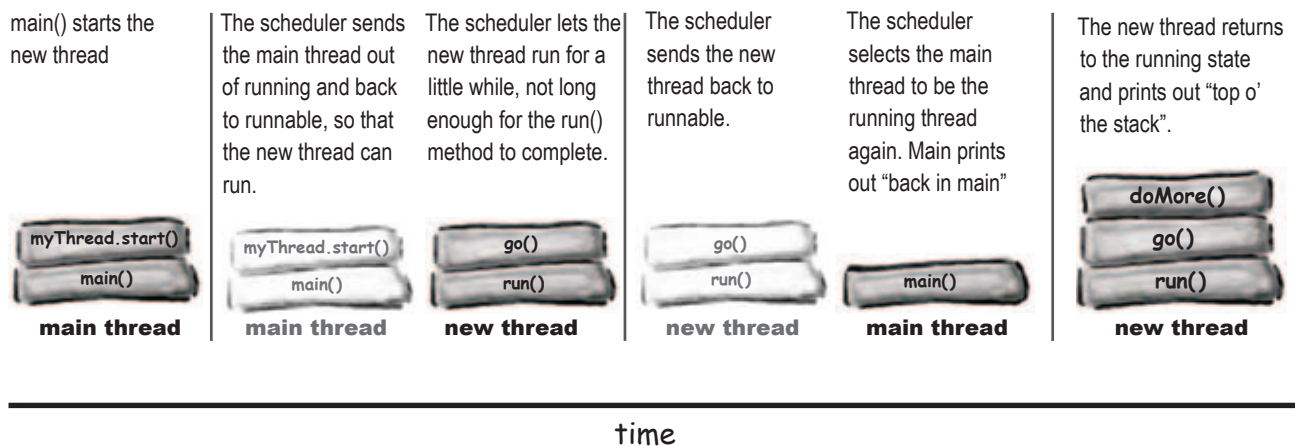 main() starts the
new thread
myThread.start()
main()
main thread
The scheduler sends
the main thread out
of running and back
to runnable, so that
the new thread can
run.
myThread.start()
main()
main thread
The scheduler lets the
new thread run for a
little while, not long
enough for the run()
method to complete.
go()
run()
new thread
The scheduler
sends the new
thread back to
runnable.
go()
run()
new thread
The scheduler
selects the main
thread to be the
running thread
again. Main prints
out “back in main”
main()
main thread
The new thread returns
to the running state
and prints out “top o’
the stack”.
doMore()
go()
run()
new thread
time